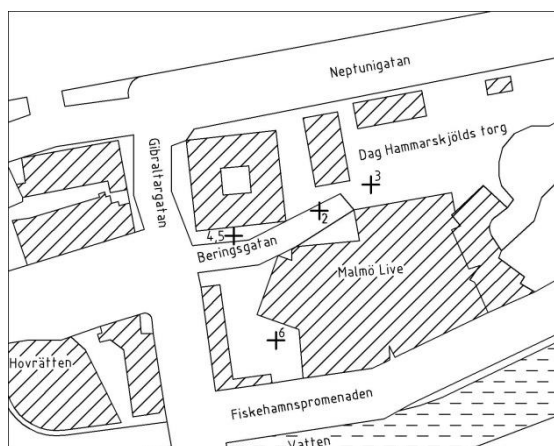 Neptunigatan
Gibraltargatan
Dag Hammarskjölds torg
3
2
4,5
Beringsgatan
Malmö Live
6
Hovrätten
Fiskehamnspromenaden
Vatten